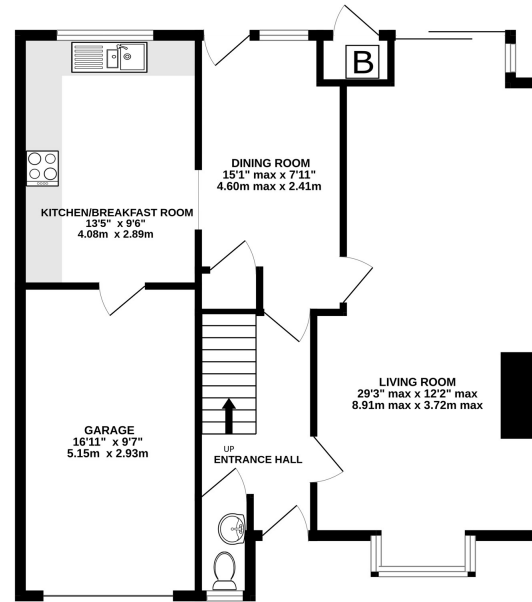 B
DINING ROOM
15'1" max x 7'11"
4.60m max x 2.41m
KITCHEN/BREAKFAST ROOM
13'5" x 9'6"
4.08m x 2.89m
LIVING ROOM
29'3" max x 12'2" max
8.91m max x 3.72m max
GARAGE
16'11" x 9'7"
5.15m x 2.93m
UP
ENTRANCE HALL